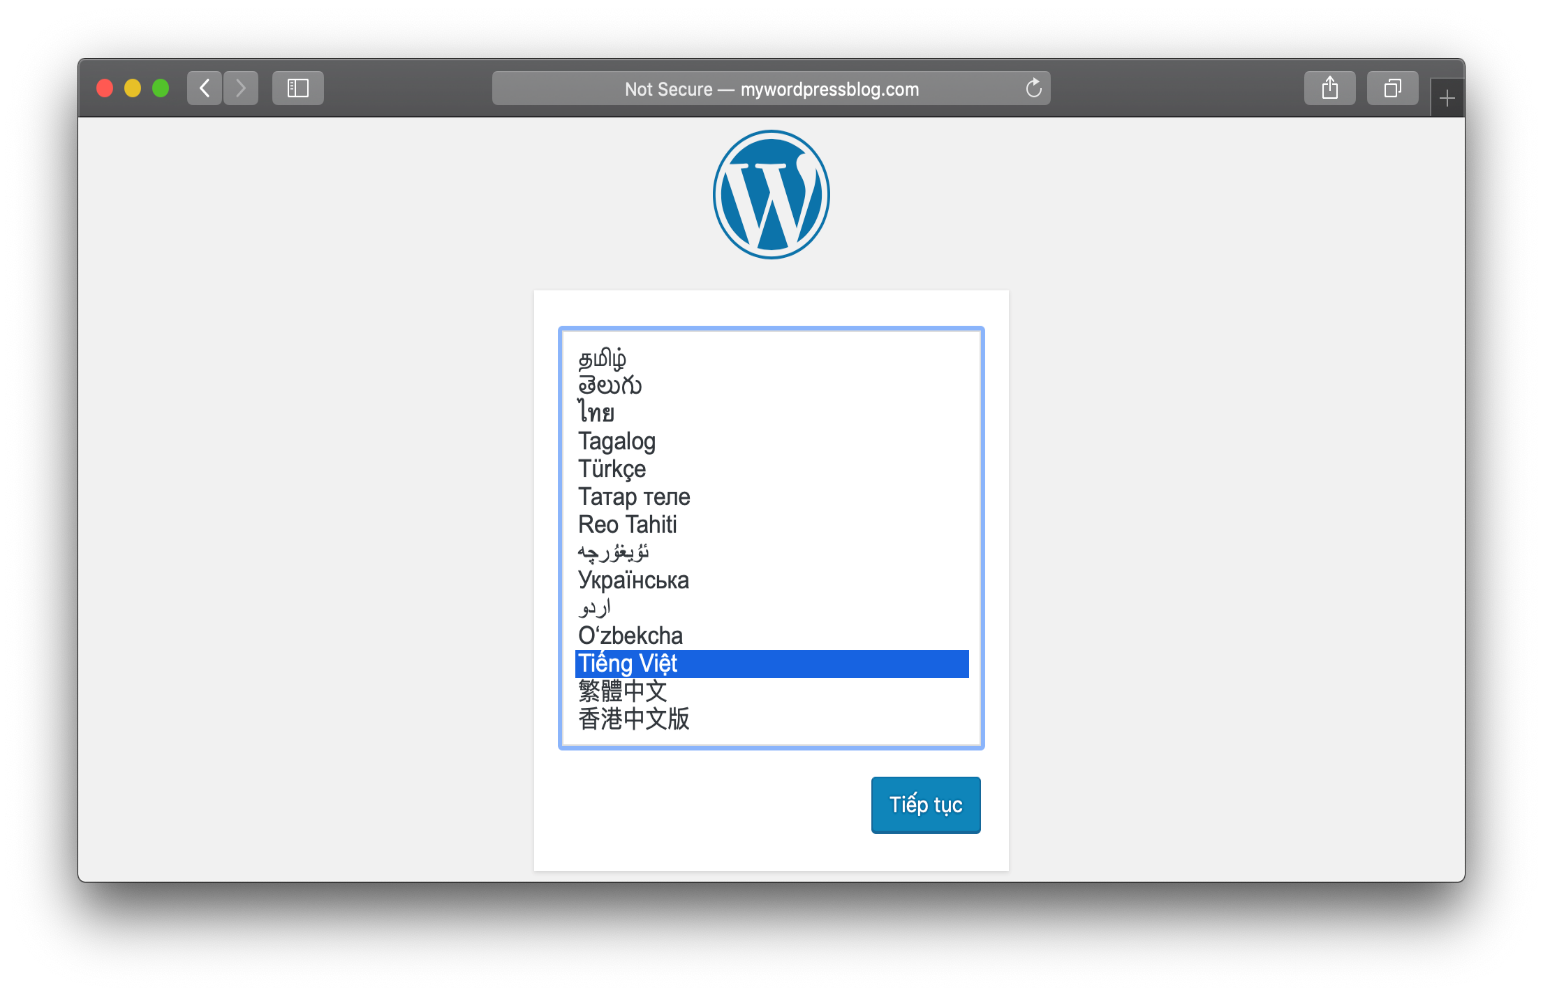 Not Secure — mywordpressblog.com
தமிழ்
తెలుగు
ไทย
Tagalog
Türkçe
Татар теле
Reo Tahiti
ئۇيغۇرچە
Українська
اردو
O‘zbekcha
Tiếng Việt
繁體中文
香港中文版
Tiếp tục